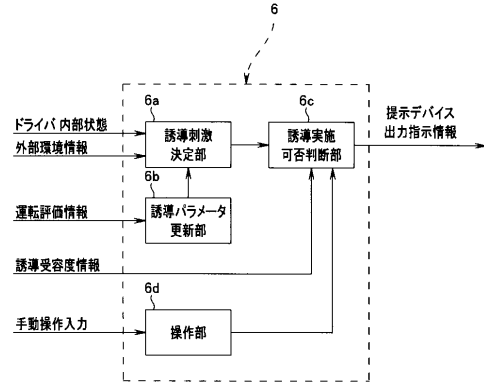 6
6a
6c
ドライバ内部状態
外部環境情報
誘導刺激
決定部
誘導実施
可否判断部
提示デバイス
出力指示情報
6b
運転評価情報
誘導パラメータ
更新部
誘導受容度情報
6d
手動操作入力
操作部